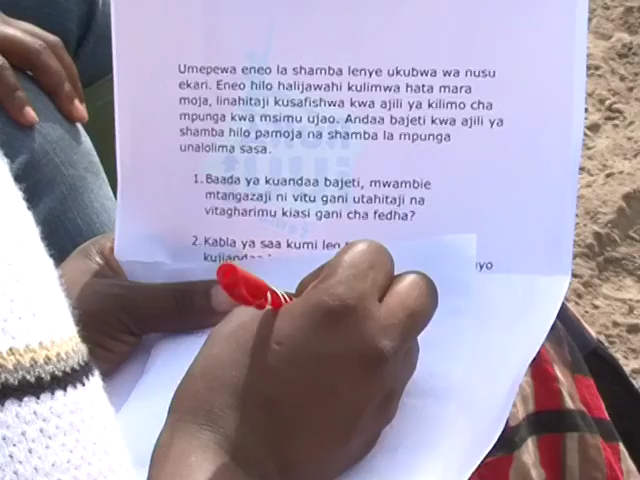 Umepewa eneo la shamba lenye ukubwa wa nusu
ekari. Eneo hilo halijawahi kulimwa hata mara
moja, linahitaji kusafishwa kwa ajili ya kilimo cha
mpunga kwa msimu ujao. Andaa bajeti kwa ajili ya
shamba hilo pamoja na shamba la mpunga
unalolima sasa.
1. Baada ya kuandaa bajeti, mwambie
mtangazaji ni vitu gani utahitaji na
vitagharimu kiasi gani cha fedha?
2. Kabla ya saa kumi leo